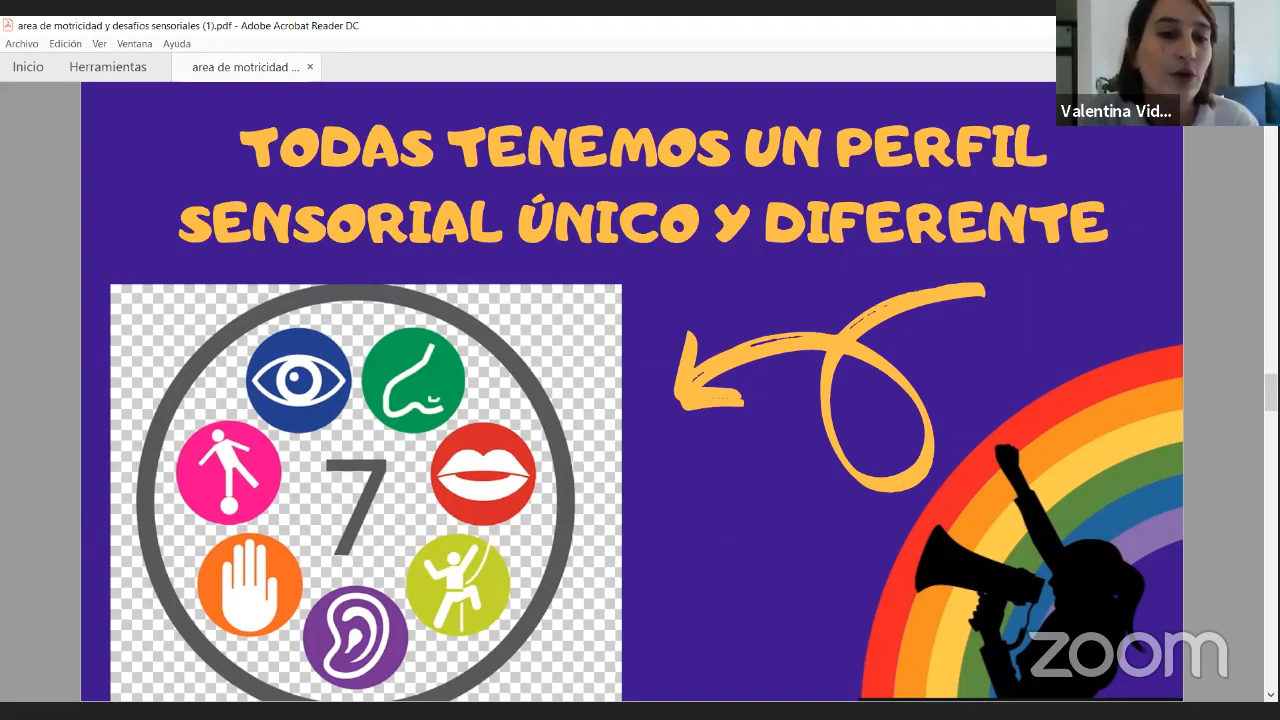 area de motricidad y desafios sensoriales (1).pdf - Adobe Acrobat Reader DC
Archivo Edición Ver Ventana Ayuda
Inicio Herramientas area de motricidad ... ×
Valentina Vid...
TODAS TENEMOS UN PERFIL
SENSORIAL ÚNICO Y DIFERENTE
7
zoom